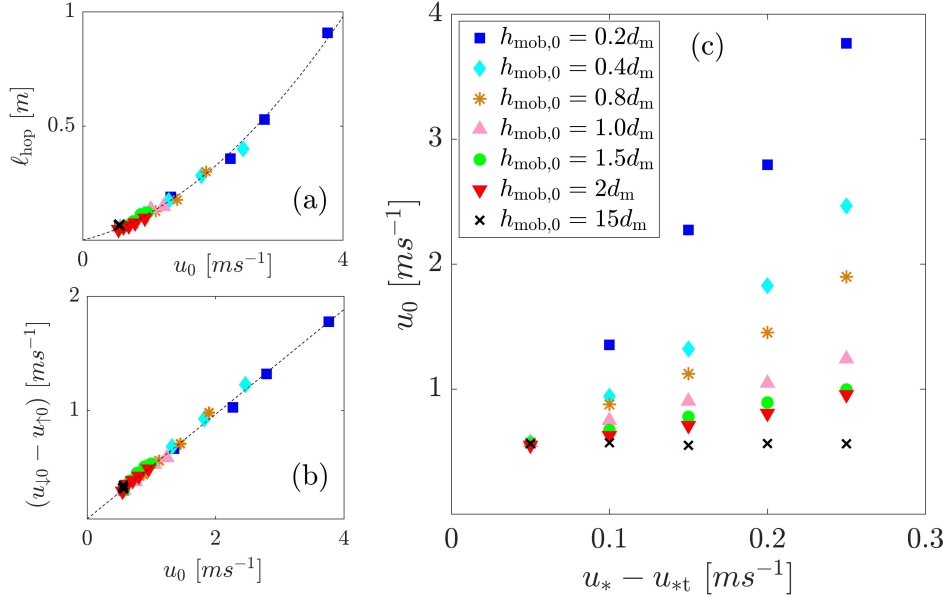 1
0.5
ℓ_hop [m]
(a)
0
4
u_0 [ms^−1]
2
1
(u_↓0 − u_↑0) [ms^−1]
(b)
0
2
4
u_0 [ms^−1]
4
3
2
1
0
u_0 [ms^−1]
(c)
h_mob,0 = 0.2d_m
h_mob,0 = 0.4d_m
h_mob,0 = 0.8d_m
h_mob,0 = 1.0d_m
h_mob,0 = 1.5d_m
h_mob,0 = 2d_m
h_mob,0 = 15d_m
0
0.1
0.2
0.3
u_* − u_*t [ms^−1]